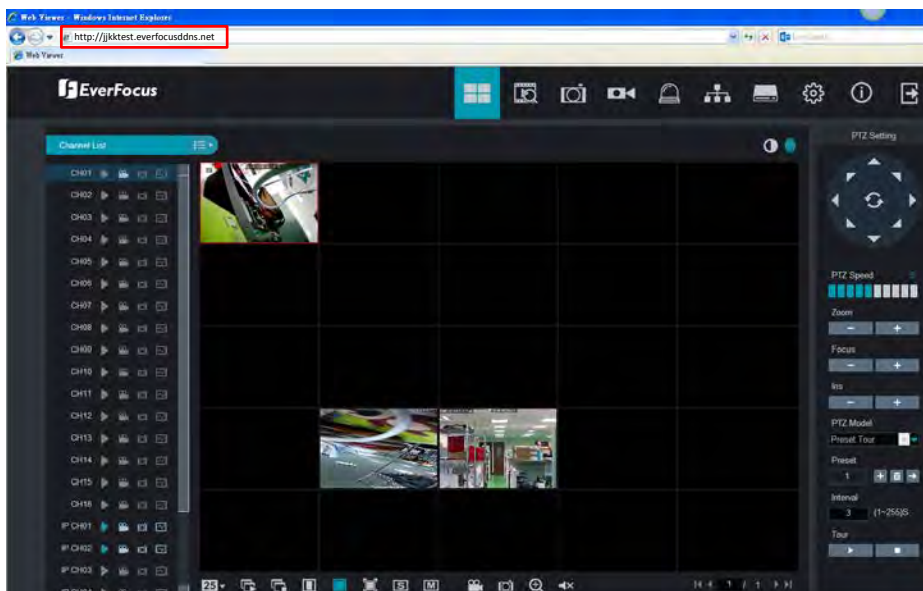 Web Viewer - Windows Internet Explorer
http://jjkktest.everfocusddns.net
Web Viewer
EverFocus
Channel List
PTZ Setting
CH01
CH02
CH03
CH04
CH05
CH06
CH07
CH08
CH09
CH10
CH11
CH12
CH13
CH14
CH15
CH16
IP CH01
IP CH02
IP CH03
PTZ Speed
5
Zoom
Focus
Iris
PTZ Model
Preset Tour
Preset
1
Interval
3 (1~255)S
Tour
25
S M
1 / 1